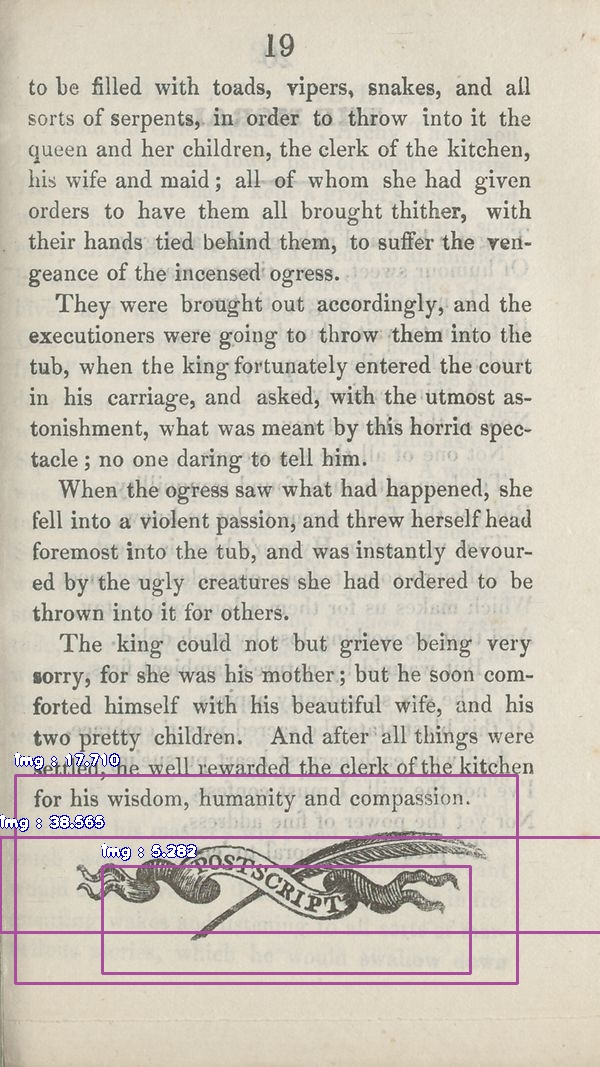 19
to be filled with toads, vipers, snakes, and all
sorts of serpents, in order to throw into it the
queen and her children, the clerk of the kitchen,
his wife and maid; all of whom she had given
orders to have them all brought thither, with
their hands tied behind them, to suffer the ven-
geance of the incensed ogress.
They were brought out accordingly, and the
executioners were going to throw them into the
tub, when the king fortunately entered the court
in his carriage, and asked, with the utmost as-
tonishment, what was meant by this horrid spec-
tacle; no one daring to tell him.
When the ogress saw what had happened, she
fell into a violent passion, and threw herself head
foremost into the tub, and was instantly devour-
ed by the ugly creatures she had ordered to be
thrown into it for others.
The king could not but grieve being very
sorry, for she was his mother; but he soon com-
forted himself with his beautiful wife, and his
two pretty children. And after all things were
img : 17.710
settled, he well rewarded the clerk of the kitchen
for his wisdom, humanity and compassion.
img : 38.565
img : 5.282
POSTSCRIPT